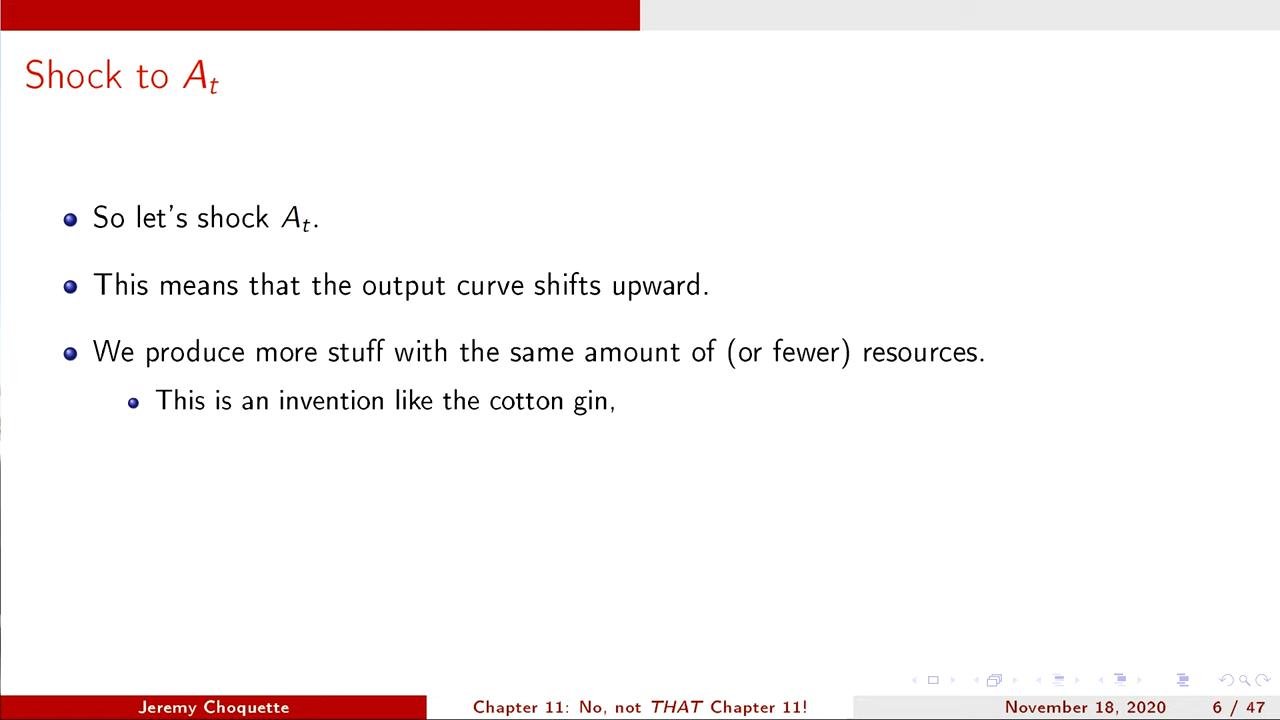 Shock to Aₜ
So let's shock Aₜ.
This means that the output curve shifts upward.
We produce more stuff with the same amount of (or fewer) resources.
This is an invention like the cotton gin,
Jeremy Choquette
Chapter 11: No, not THAT Chapter 11!
November 18, 2020
6 / 47